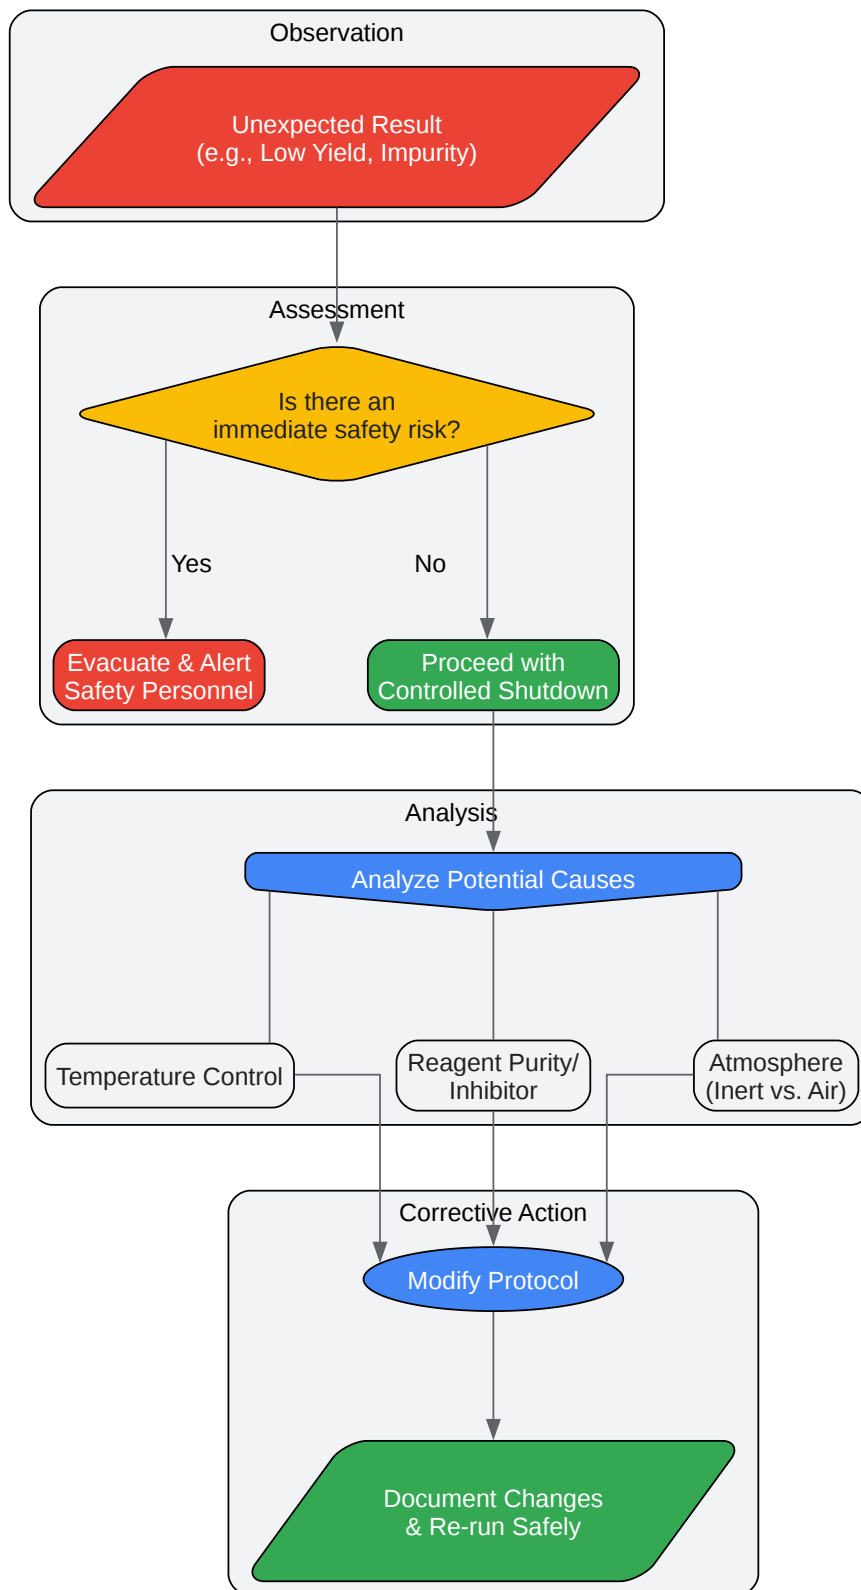 Observation
Unexpected Result
(e.g., Low Yield, Impurity)
Assessment
Is there an
immediate safety risk?
Yes
No
Evacuate & Alert
Safety Personnel
Proceed with
Controlled Shutdown
Analysis
Analyze Potential Causes
Temperature Control
Reagent Purity/
Inhibitor
Atmosphere
(Inert vs. Air)
Corrective Action
Modify Protocol
Document Changes
& Re-run Safely